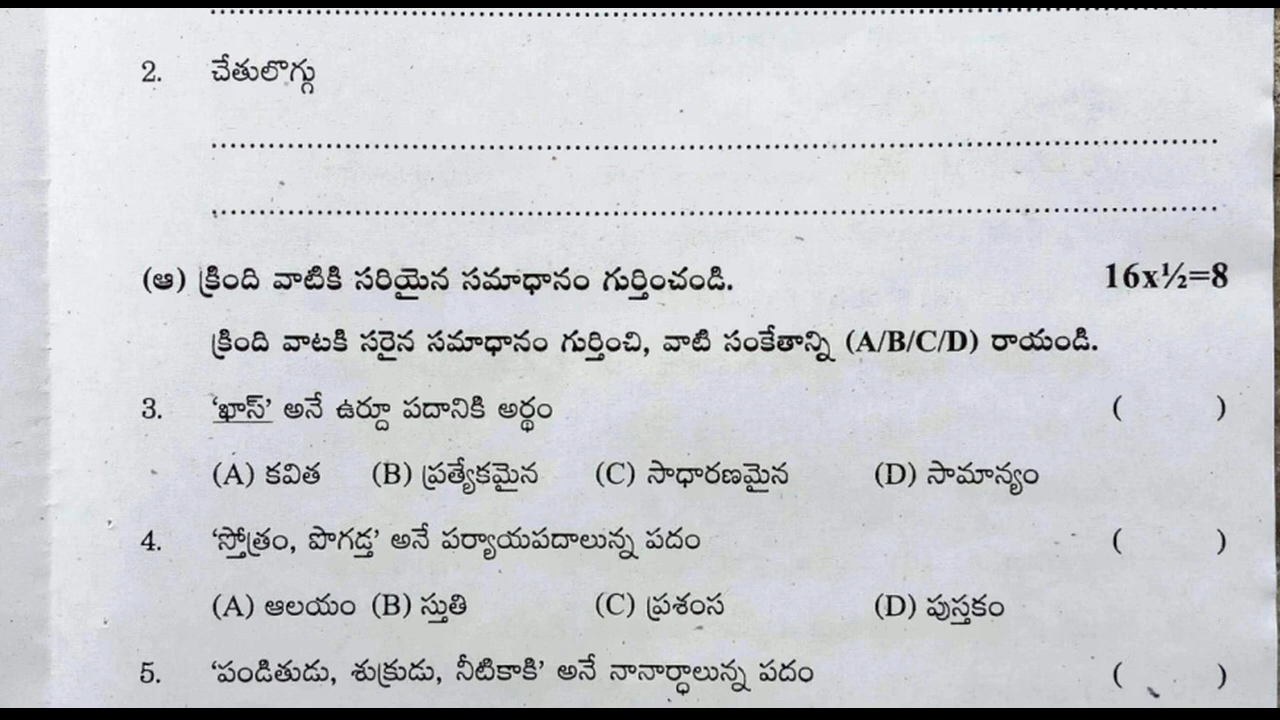 2. చేతులొగ్గు
(ఆ) క్రింది వాటికి సరియైన సమాధానం గుర్తించండి. 16x½=8
క్రింది వాటకి సరైన సమాధానం గుర్తించి, వాటి సంకేతాన్ని (A/B/C/D) రాయండి.
3. 'ఖాస్' అనే ఉర్దూ పదానికి అర్థం ( )
(A) కవిత (B) ప్రత్యేకమైన (C) సాధారణమైన (D) సామాన్యం
4. 'స్తోత్రం, పొగడ్త' అనే పర్యాయపదాలున్న పదం ( )
(A) ఆలయం (B) స్తుతి (C) ప్రశంస (D) పుస్తకం
5. 'పండితుడు, శుక్రుడు, నీటికాకి' అనే నానార్థాలున్న పదం ( )